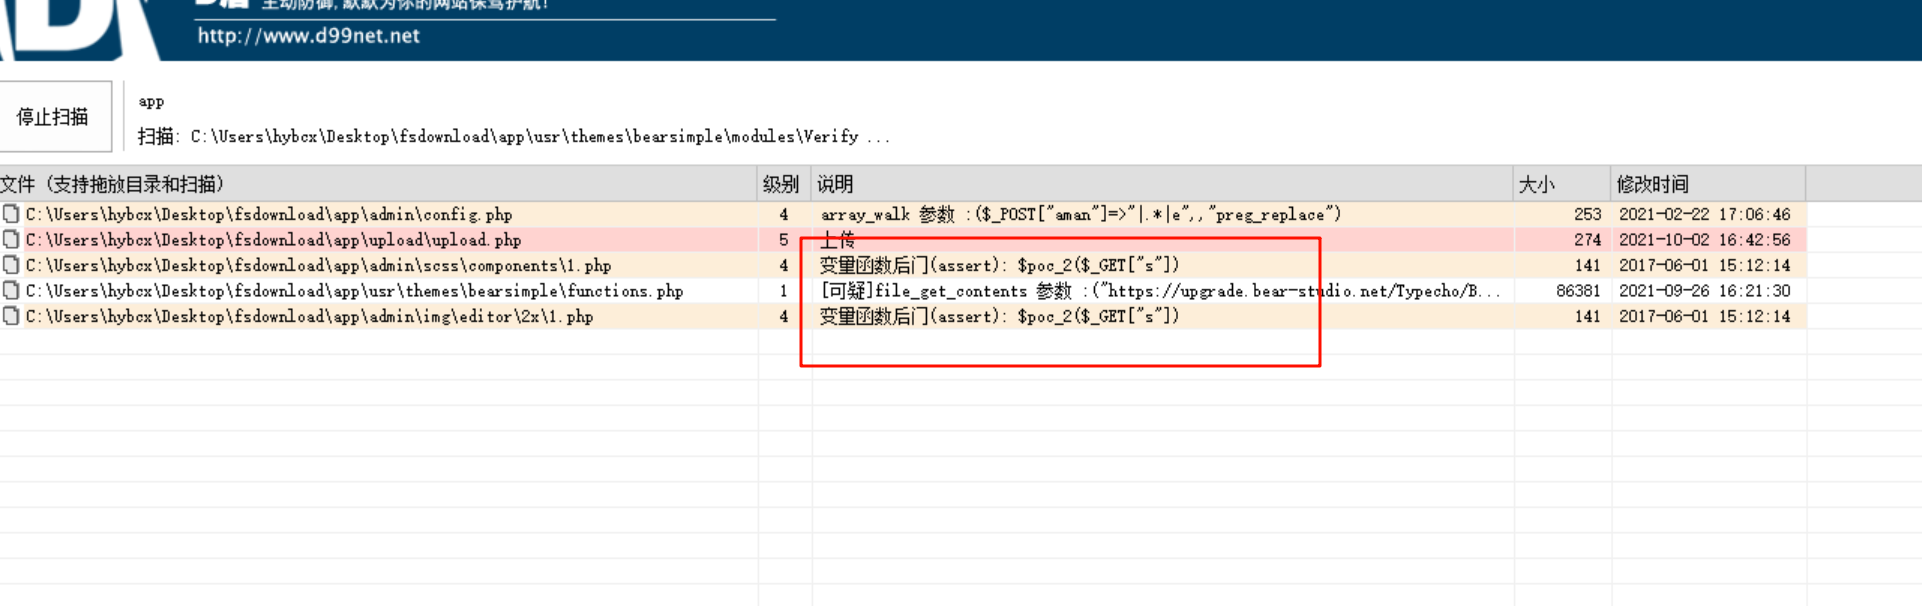 D盾 主动防御,默默为你的网站保驾护航!
http://www.d99net.net
停止扫描
app
扫描: C:\Users\hybcx\Desktop\fsdownload\app\usr\themes\bearsimple\modules\Verify ...
文件（支持拖放目录和扫描） 级别 说明 大小 修改时间
C:\Users\hybcx\Desktop\fsdownload\app\admin\config.php 4 array_walk 参数 :($_POST["aman"]=>"|.*|e",,"preg_replace") 253 2021-02-22 17:06:46
C:\Users\hybcx\Desktop\fsdownload\app\upload\upload.php 5 上传 274 2021-10-02 16:42:56
C:\Users\hybcx\Desktop\fsdownload\app\admin\scss\components\1.php 4 变量函数后门(assert): $poc_2($_GET["s"]) 141 2017-06-01 15:12:14
C:\Users\hybcx\Desktop\fsdownload\app\usr\themes\bearsimple\functions.php 1 [可疑]file_get_contents 参数 :("https://upgrade.bear-studio.net/Typecho/B... 86381 2021-09-26 16:21:30
C:\Users\hybcx\Desktop\fsdownload\app\admin\img\editor\2x\1.php 4 变量函数后门(assert): $poc_2($_GET["s"]) 141 2017-06-01 15:12:14